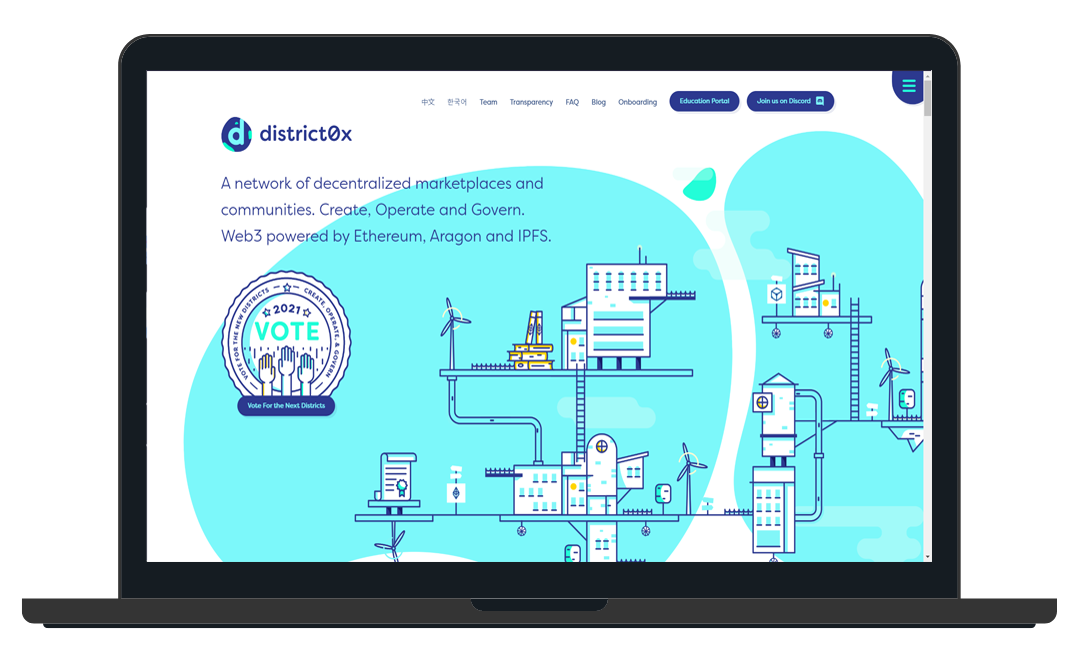 中文 한국어 Team Transparency FAQ Blog Onboarding Education Portal Join us on Discord
district0x
A network of decentralized marketplaces and
communities. Create, Operate and Govern.
Web3 powered by Ethereum, Aragon and IPFS.
VOTE FOR THE NEW DISTRICTS
CREATE, OPERATE & GOVERN
2021
VOTE
Vote For the Next Districts